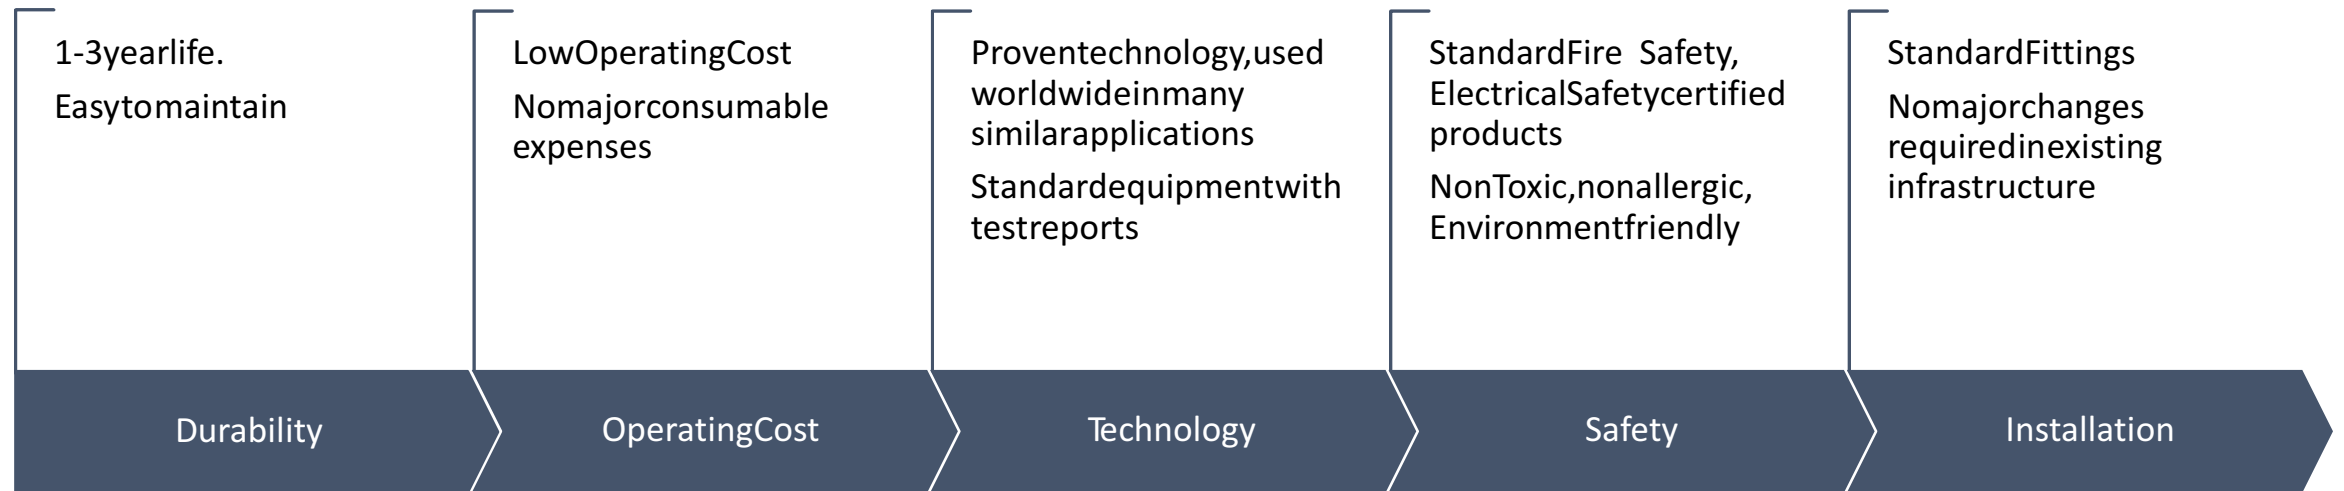 1-3yearlife.
Easytomaintain
LowOperatingCost
Nomajorconsumable
expenses
Proventechnology,used
worldwideinmany
similarapplications
Standardequipmentwith
testreports
StandardFire Safety,
ElectricalSafetycertified
products
NonToxic,nonallergic,
Environmentfriendly
StandardFittings
Nomajorchanges
requiredinexisting
infrastructure
Durability
OperatingCost
Technology
Safety
Installation